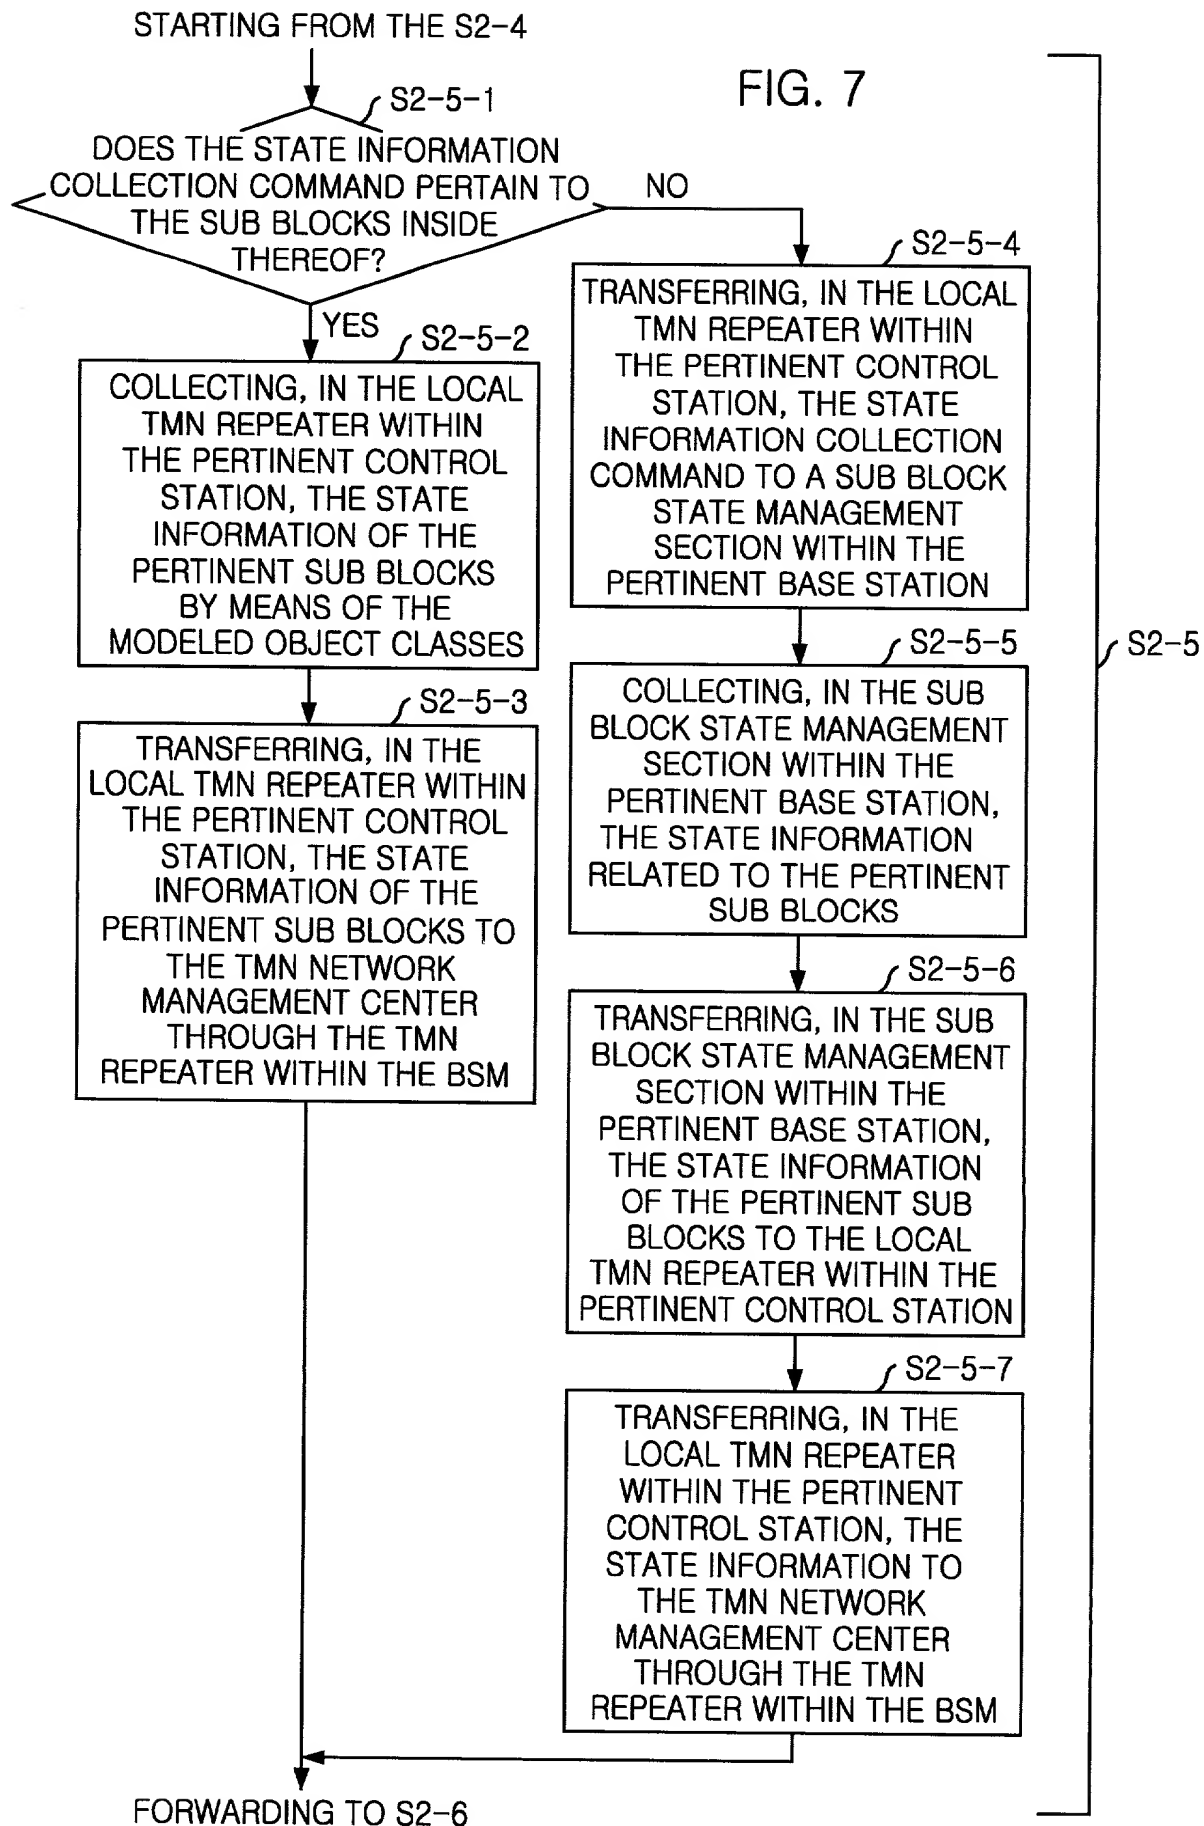 STARTING FROM THE S2-4
FIG. 7
S2-5-1
DOES THE STATE INFORMATION
COLLECTION COMMAND PERTAIN TO
THE SUB BLOCKS INSIDE
THEREOF?
NO
YES
S2-5-2
COLLECTING, IN THE LOCAL
TMN REPEATER WITHIN
THE PERTINENT CONTROL
STATION, THE STATE
INFORMATION OF THE
PERTINENT SUB BLOCKS
BY MEANS OF THE
MODELED OBJECT CLASSES
S2-5-3
TRANSFERRING, IN THE
LOCAL TMN REPEATER WITHIN
THE PERTINENT CONTROL
STATION, THE STATE
INFORMATION OF THE
PERTINENT SUB BLOCKS TO
THE TMN NETWORK
MANAGEMENT CENTER
THROUGH THE TMN
REPEATER WITHIN THE BSM
S2-5-4
TRANSFERRING, IN THE LOCAL
TMN REPEATER WITHIN
THE PERTINENT CONTROL
STATION, THE STATE
INFORMATION COLLECTION
COMMAND TO A SUB BLOCK
STATE MANAGEMENT
SECTION WITHIN THE
PERTINENT BASE STATION
S2-5-5
COLLECTING, IN THE SUB
BLOCK STATE MANAGEMENT
SECTION WITHIN THE
PERTINENT BASE STATION,
THE STATE INFORMATION
RELATED TO THE PERTINENT
SUB BLOCKS
S2-5-6
TRANSFERRING, IN THE SUB
BLOCK STATE MANAGEMENT
SECTION WITHIN THE
PERTINENT BASE STATION,
THE STATE INFORMATION
OF THE PERTINENT SUB
BLOCKS TO THE LOCAL
TMN REPEATER WITHIN THE
PERTINENT CONTROL STATION
S2-5-7
TRANSFERRING, IN THE
LOCAL TMN REPEATER
WITHIN THE PERTINENT
CONTROL STATION, THE
STATE INFORMATION TO
THE TMN NETWORK
MANAGEMENT CENTER
THROUGH THE TMN
REPEATER WITHIN THE BSM
S2-5
FORWARDING TO S2-6